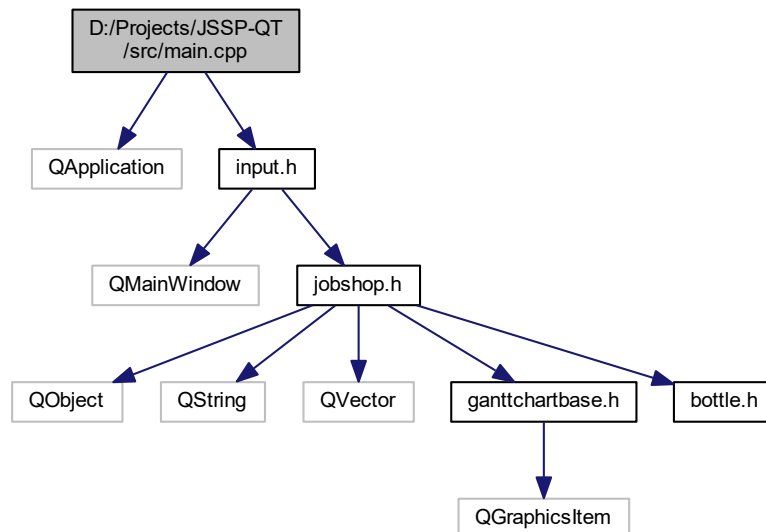 D:/Projects/JSSP-QT
/src/main.cpp
QApplication
input.h
QMainWindow
jobshop.h
QObject
QString
QVector
ganttchartbase.h
bottle.h
QGraphicsItem